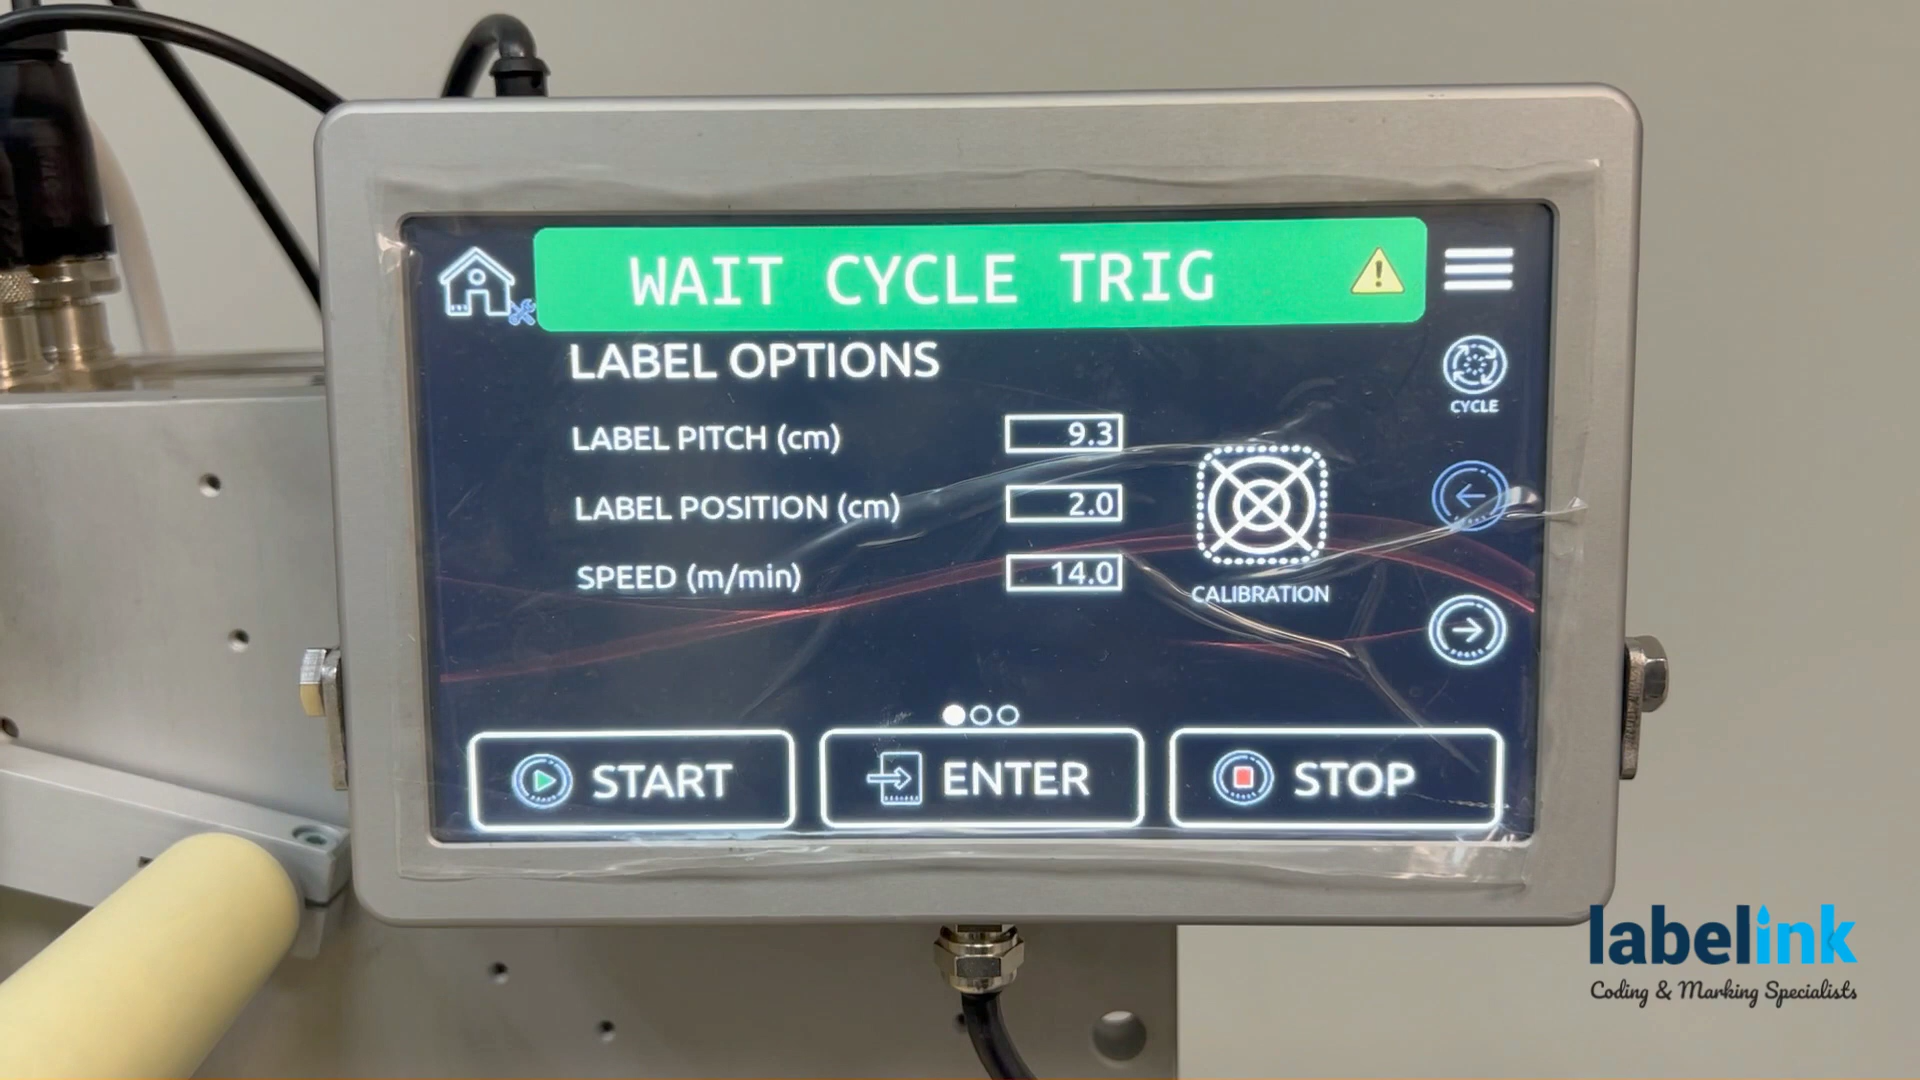 WAIT CYCLE TRIG
LABEL OPTIONS
CYCLE
LABEL PITCH (cm) 9.3
LABEL POSITION (cm) 2.0
SPEED (m/min) 14.0
CALIBRATION
START
ENTER
STOP
labelink
Coding & Marking Specialists